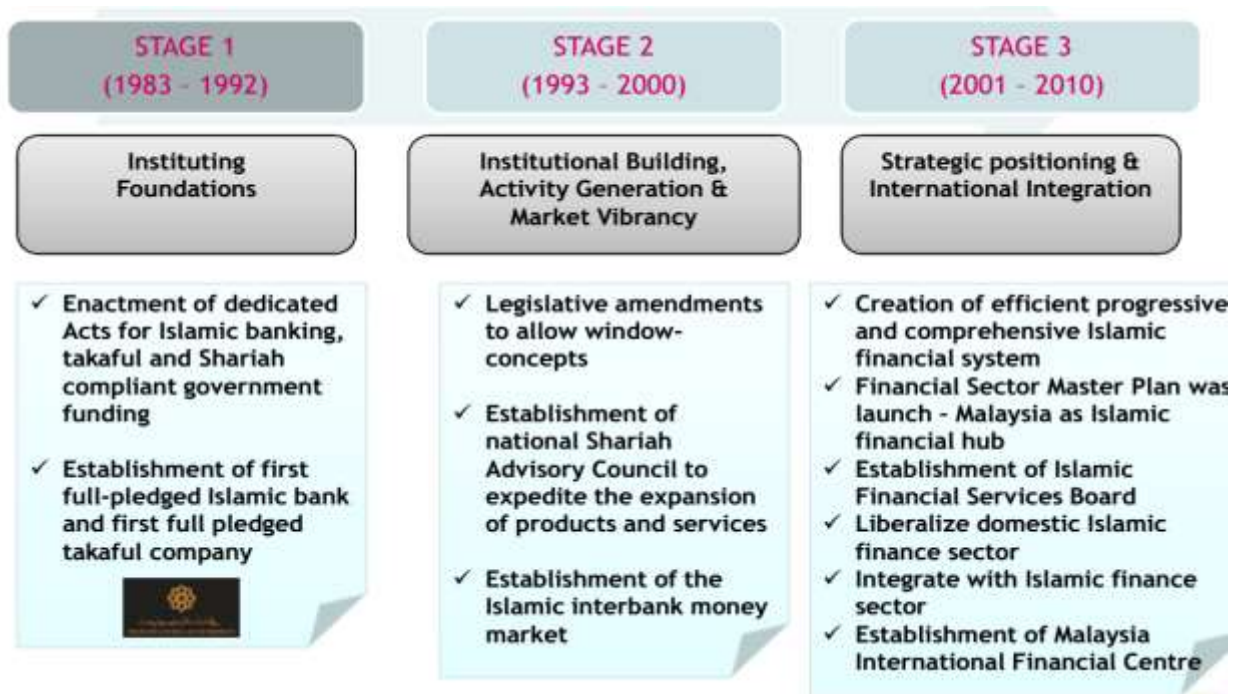 STAGE 1
(1983 - 1992)
STAGE 2
(1993 - 2000)
STAGE 3
(2001 - 2010)
Instituting
Foundations
Institutional Building,
Activity Generation &
Market Vibrancy
Strategic positioning &
International Integration
✓ Enactment of dedicated
Acts for Islamic banking,
takaful and Shariah
compliant government
funding
✓ Establishment of first
full-pledged Islamic bank
and first full pledged
takaful company
✓ Legislative amendments
to allow window-
concepts
✓ Establishment of
national Shariah
Advisory Council to
expedite the expansion
of products and services
✓ Establishment of the
Islamic interbank money
market
✓ Creation of efficient progressive
and comprehensive Islamic
financial system
✓ Financial Sector Master Plan was
launch - Malaysia as Islamic
financial hub
✓ Establishment of Islamic
Financial Services Board
✓ Liberalize domestic Islamic
finance sector
✓ Integrate with Islamic finance
sector
✓ Establishment of Malaysia
International Financial Centre